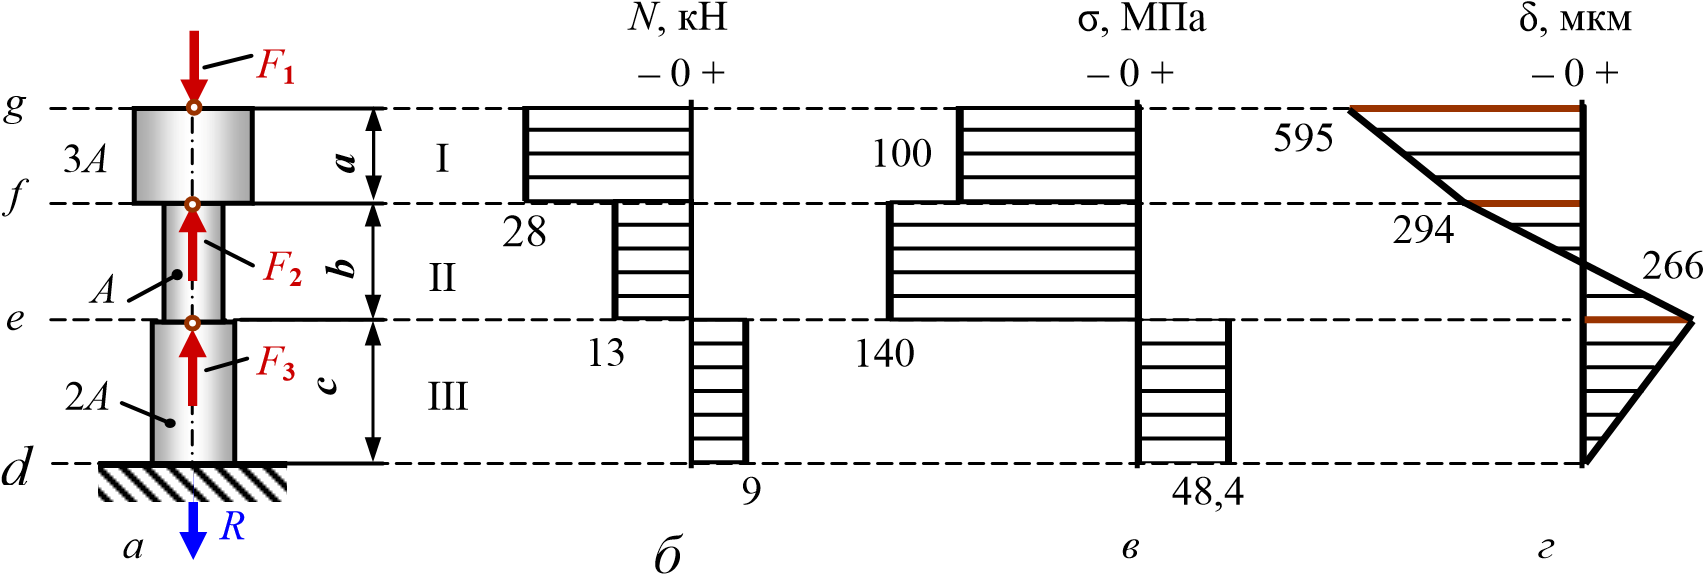 N, кН
σ, МПа
δ, мкм
– 0 +
– 0 +
– 0 +
F1
g
3A
a
I
100
595
f
28
294
F2
b
II
A
266
e
13
140
F3
c
2A
III
d
9
48,4
R
а
б
в
г